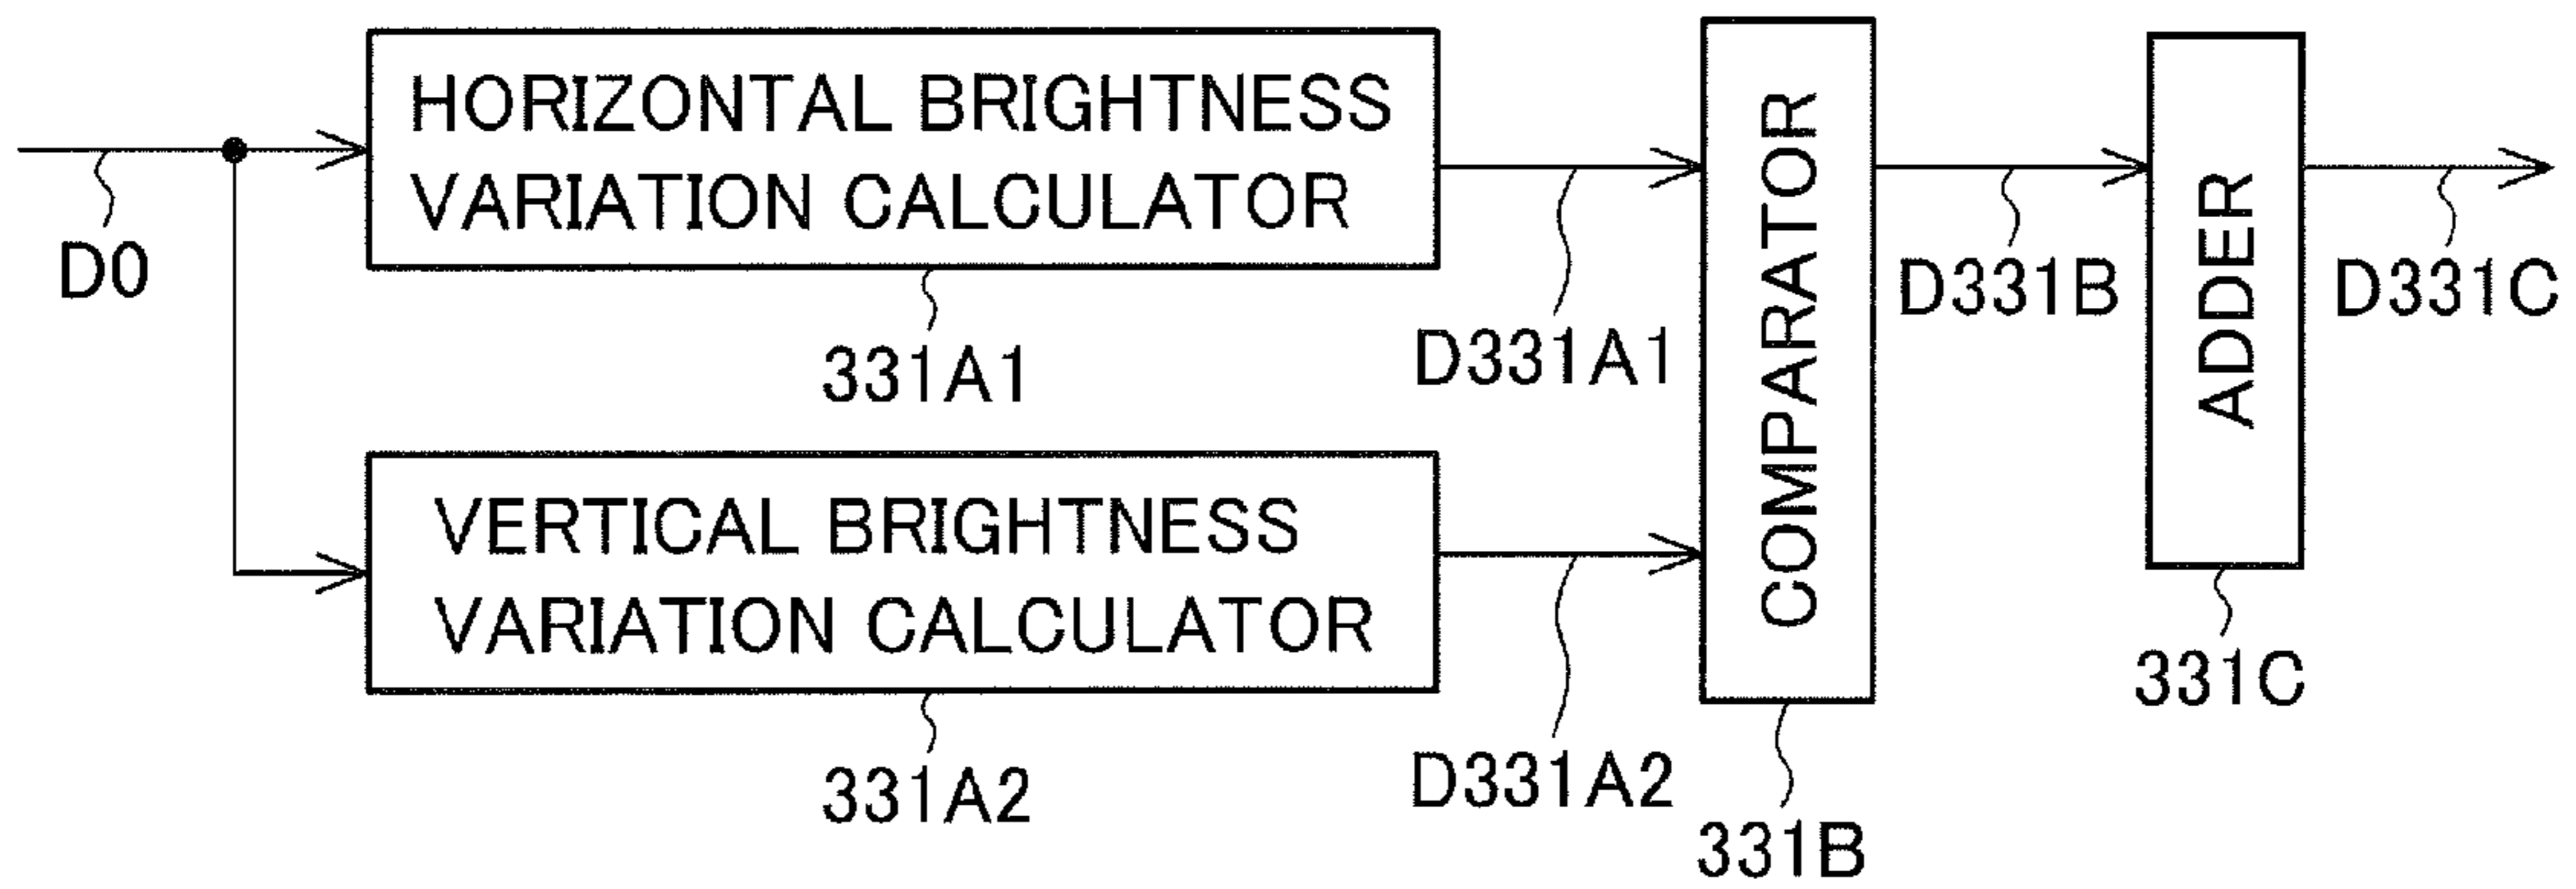 HORIZONTAL BRIGHTNESS
VARIATION CALCULATOR
D0
331A1
D331A1
VERTICAL BRIGHTNESS
VARIATION CALCULATOR
331A2
D331A2
COMPARATOR
331B
D331B
ADDER
331C
D331C